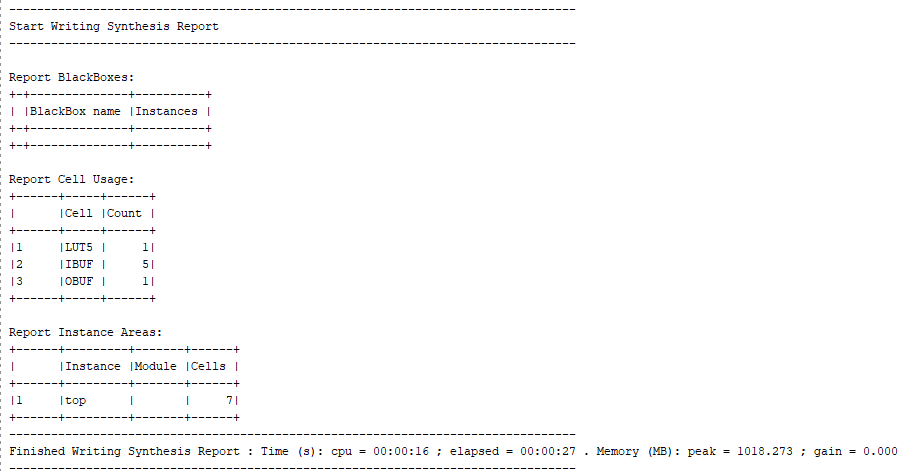 ---------------------------------------------------------------------------------
Start Writing Synthesis Report
---------------------------------------------------------------------------------
Report BlackBoxes:
+-+--------------+----------+
| |BlackBox name |Instances |
+-+--------------+----------+
+-+--------------+----------+
Report Cell Usage:
+------+-----+------+
|      |Cell |Count |
+------+-----+------+
|1     |LUT5 |     1|
|2     |IBUF |     5|
|3     |OBUF |     1|
+------+-----+------+
Report Instance Areas:
+------+---------+-------+------+
|      |Instance |Module |Cells |
+------+---------+-------+------+
|1     |top      |       |     7|
+------+---------+-------+------+
---------------------------------------------------------------------------------
Finished Writing Synthesis Report : Time (s): cpu = 00:00:16 ; elapsed = 00:00:27 . Memory (MB): peak = 1018.273 ; gain = 0.000
---------------------------------------------------------------------------------